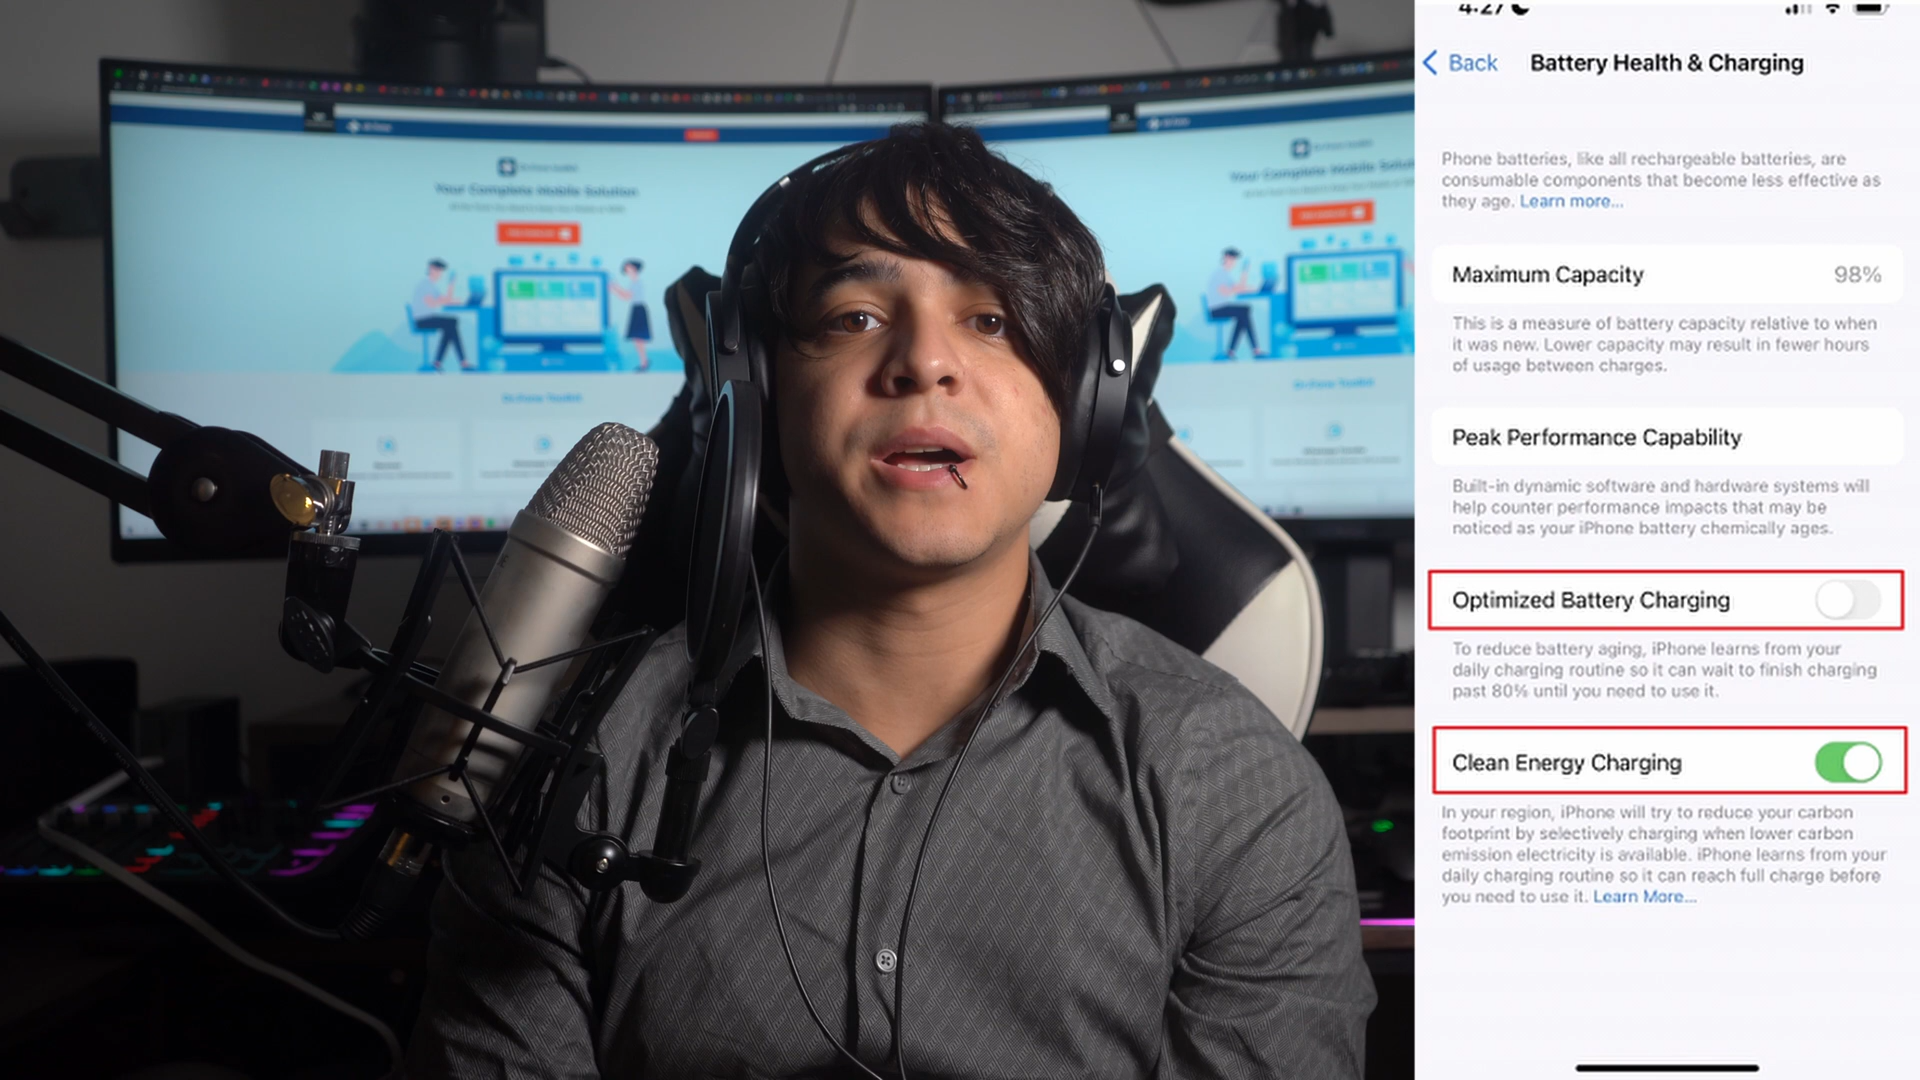 Your Complete Mobile Solution
4:27
Back
Battery Health & Charging
Phone batteries, like all rechargeable batteries, are
consumable components that become less effective as
they age. Learn more...
Maximum Capacity 98%
This is a measure of battery capacity relative to when
it was new. Lower capacity may result in fewer hours
of usage between charges.
Peak Performance Capability
Built-in dynamic software and hardware systems will
help counter performance impacts that may be
noticed as your iPhone battery chemically ages.
Optimized Battery Charging
To reduce battery aging, iPhone learns from your
daily charging routine so it can wait to finish charging
past 80% until you need to use it.
Clean Energy Charging
In your region, iPhone will try to reduce your carbon
footprint by selectively charging when lower carbon
emission electricity is available. iPhone learns from your
daily charging routine so it can reach full charge before
you need to use it. Learn More...